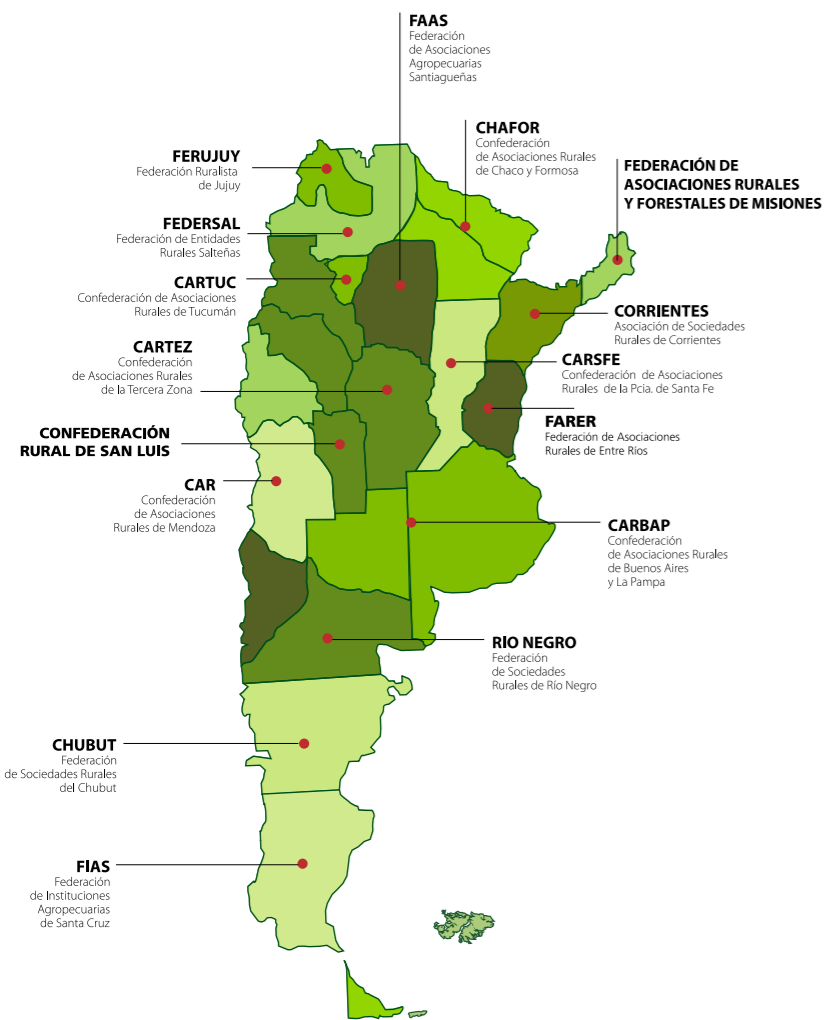 FAAS
Federación
de Asociaciones
Agropecuarias
Santiagueñas
CHAFOR
Confederación
de Asociaciones Rurales
de Chaco y Formosa
FERUJUY
Federación Ruralista
de Jujuy
FEDERACIÓN DE
ASOCIACIONES RURALES
Y FORESTALES DE MISIONES
FEDERSAL
Federación de Entidades
Rurales Salteñas
CARTUC
Confederación de Asociaciones
Rurales de Tucumán
CORRIENTES
Asociación de Sociedades
Rurales de Corrientes
CARTEZ
Confederación
de Asociaciones Rurales
de la Tercera Zona
CARSFE
Confederación de Asociaciones
Rurales de la Pcia. de Santa Fe
FARER
Federación de Asociaciones
Rurales de Entre Ríos
CONFEDERACIÓN
RURAL DE SAN LUIS
CAR
Confederación
de Asociaciones
Rurales de Mendoza
CARBAP
Confederación
de Asociaciones Rurales
de Buenos Aires
y La Pampa
RIO NEGRO
Federación
de Sociedades
Rurales de Río Negro
CHUBUT
Federación
de Sociedades Rurales
del Chubut
FIAS
Federación
de Instituciones
Agropecuarias
de Santa Cruz